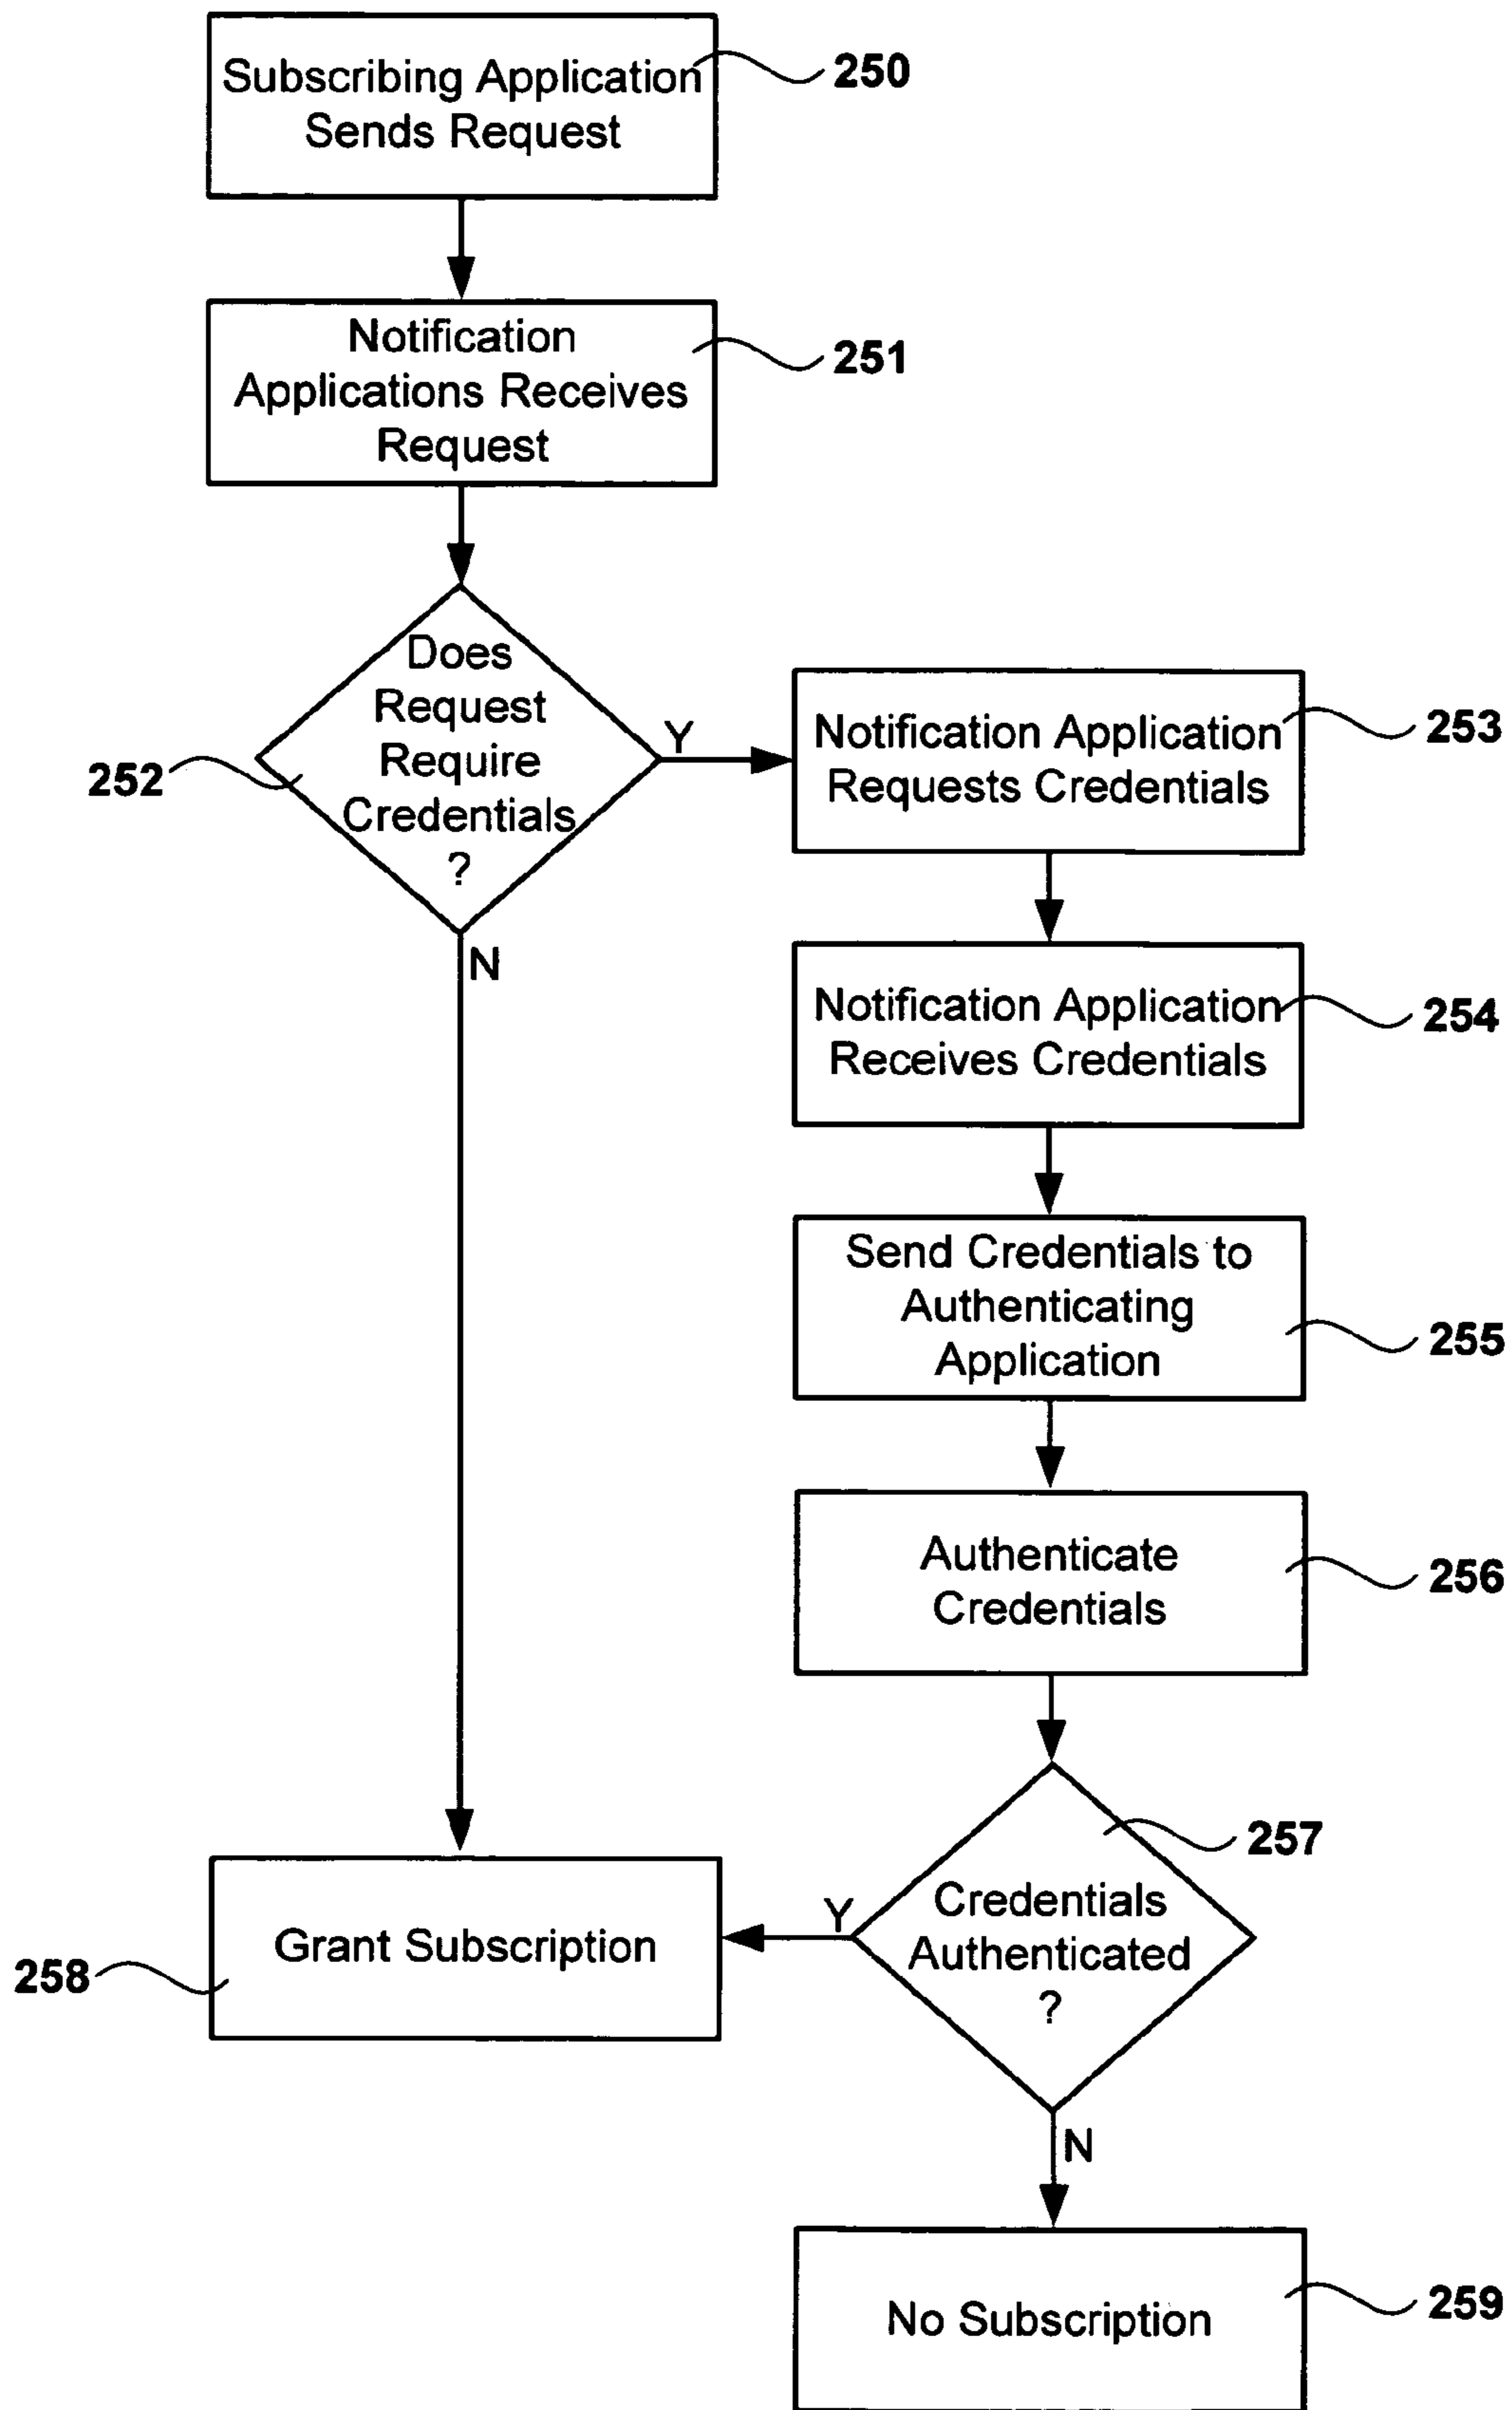 Subscribing Application
Sends Request
250
Notification
Applications Receives
Request
251
Does
Request
Require
Credentials
?
252
Y
N
Notification Application
Requests Credentials
253
Notification Application
Receives Credentials
254
Send Credentials to
Authenticating
Application
255
Authenticate
Credentials
256
257
Credentials
Authenticated
?
Y
N
Grant Subscription
258
No Subscription
259